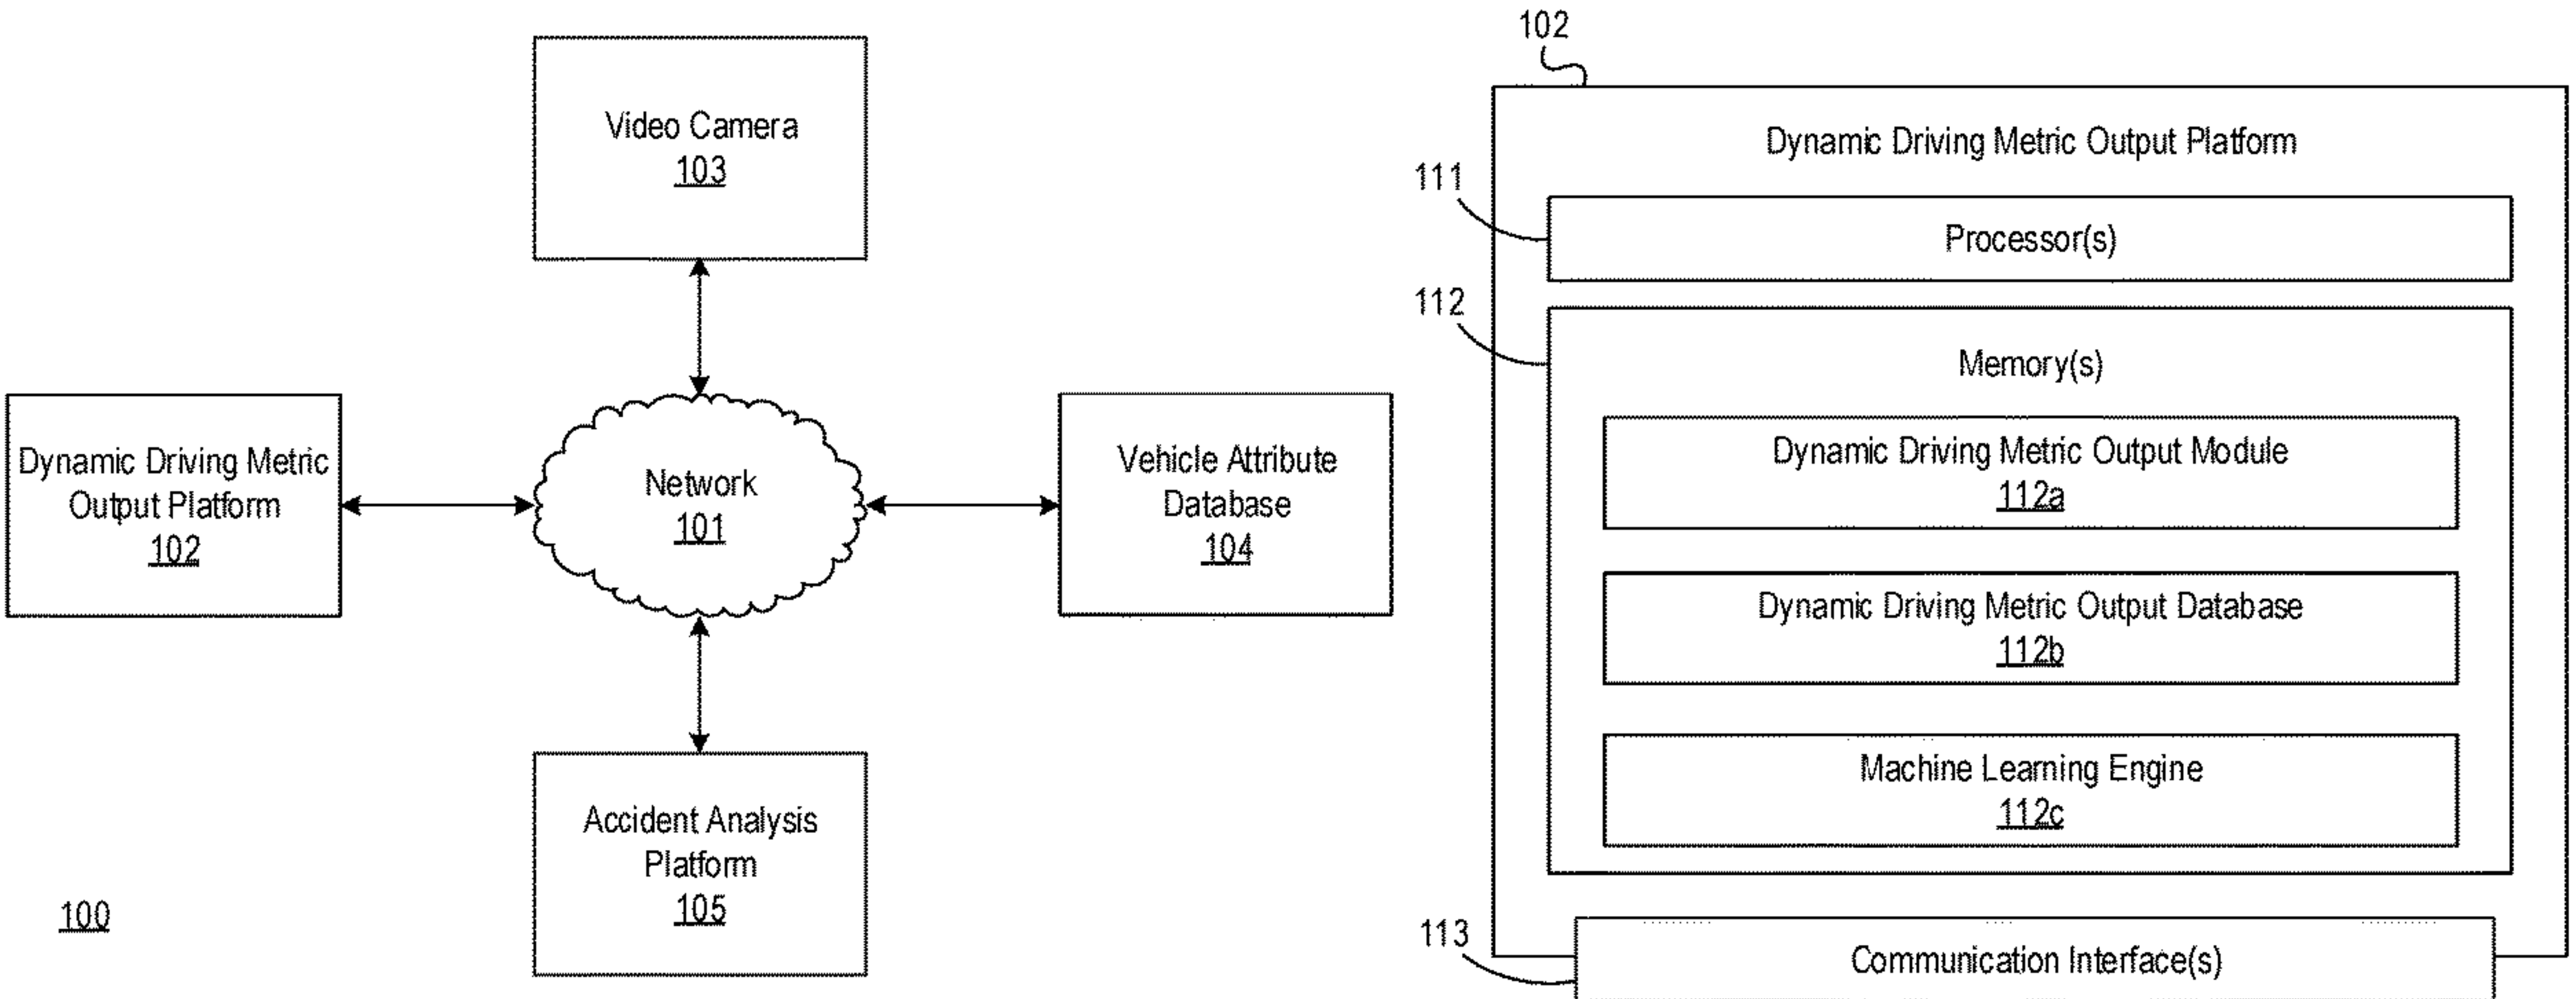 Video Camera
103
Dynamic Driving Metric
Output Platform
102
Network
101
Vehicle Attribute
Database
104
Accident Analysis
Platform
105
100
102
Dynamic Driving Metric Output Platform
111
Processor(s)
112
Memory(s)
Dynamic Driving Metric Output Module
112a
Dynamic Driving Metric Output Database
112b
Machine Learning Engine
112c
113
Communication Interface(s)